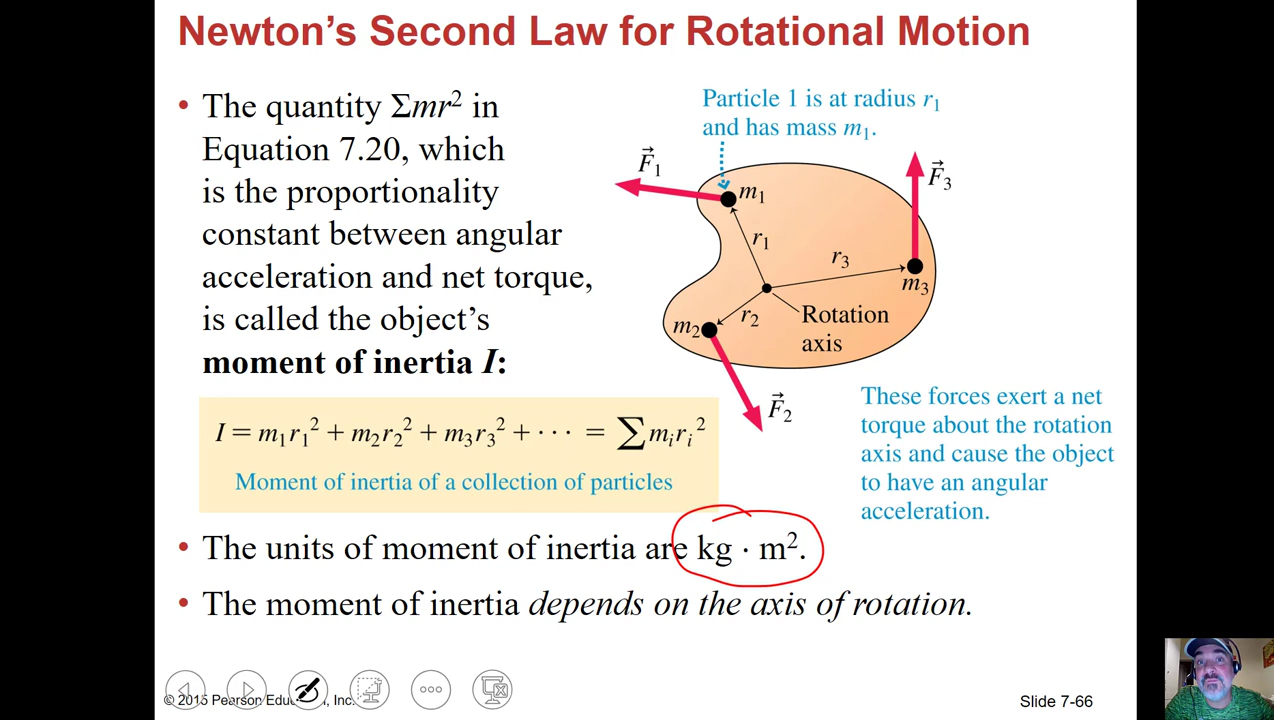 Newton's Second Law for Rotational Motion
• The quantity Σmr² in
Equation 7.20, which
is the proportionality
constant between angular
acceleration and net torque,
is called the object's
moment of inertia I:
I = m₁r₁² + m₂r₂² + m₃r₃² + · · · = ∑mᵢrᵢ²
Moment of inertia of a collection of particles
• The units of moment of inertia are kg · m².
• The moment of inertia depends on the axis of rotation.
Particle 1 is at radius r₁
and has mass m₁.
F⃗₁
m₁
F⃗₃
r₁
r₃
m₃
r₂
m₂
Rotation
axis
F⃗₂
These forces exert a net
torque about the rotation
axis and cause the object
to have an angular
acceleration.
© 2015 Pearson Education, Inc.
Slide 7-66